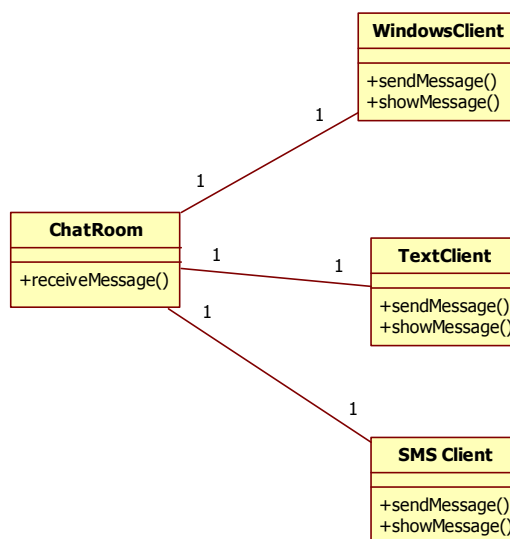 WindowsClient
+sendMessage()
+showMessage()
1
1
ChatRoom
+receiveMessage()
1
1
TextClient
+sendMessage()
+showMessage()
1
1
SMS Client
+sendMessage()
+showMessage()